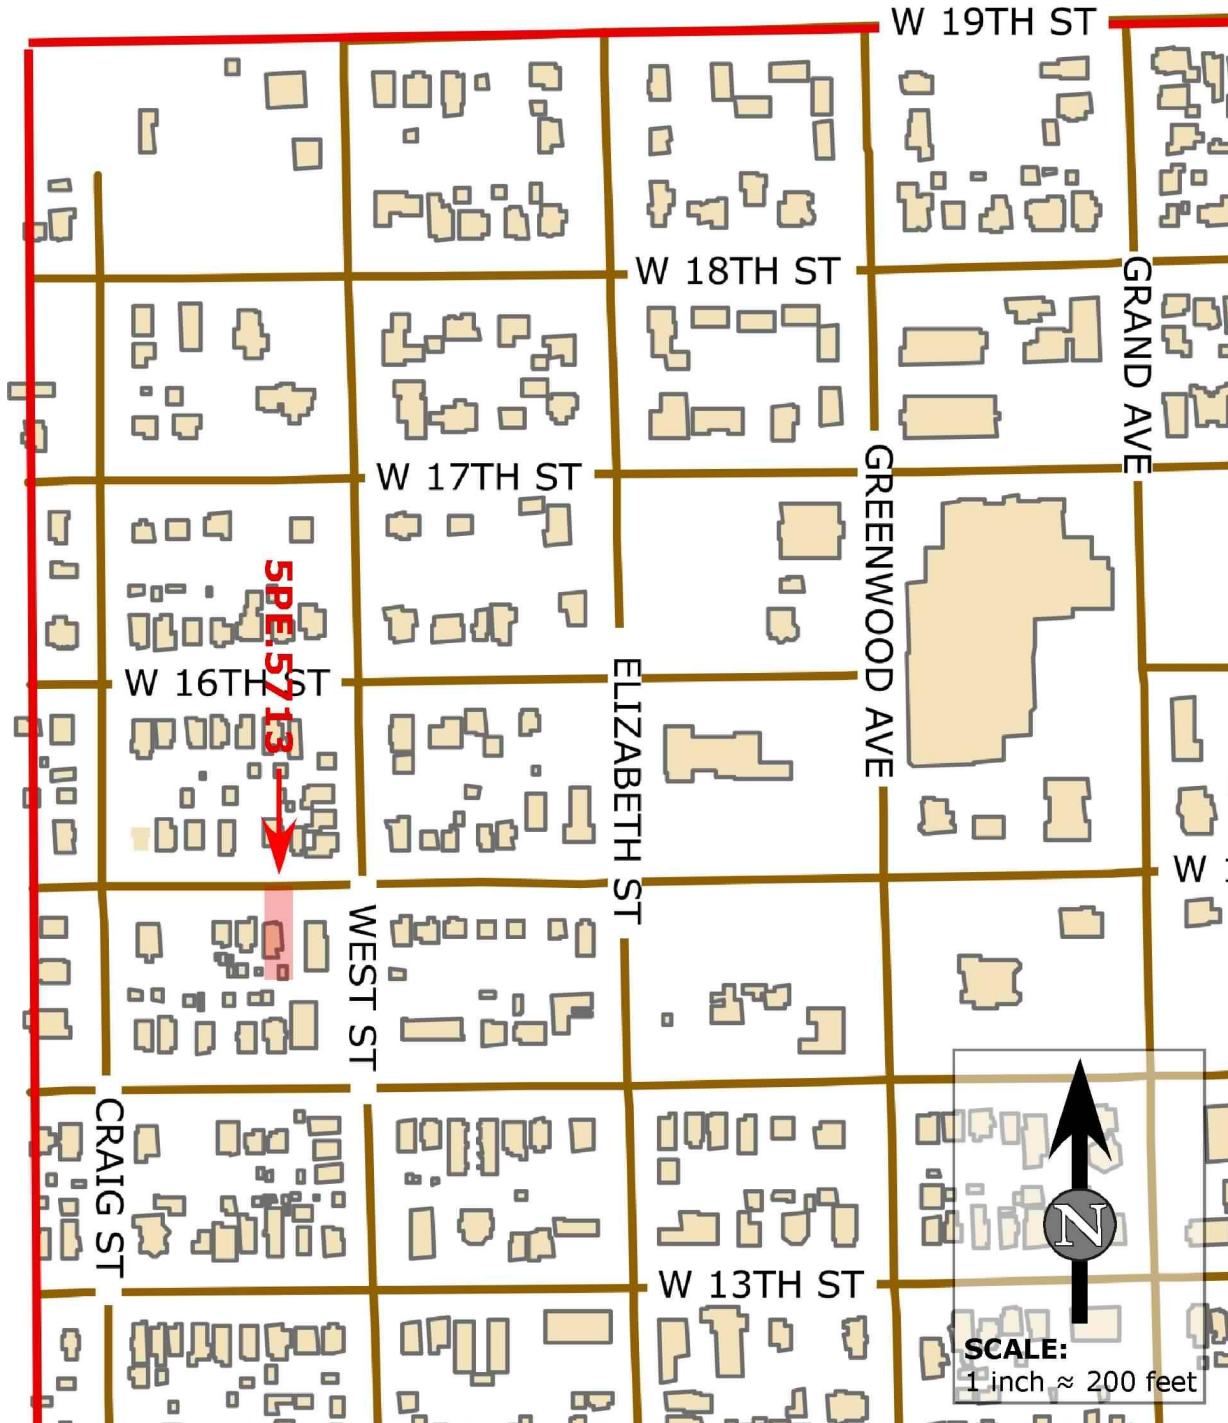 W 19TH ST
W 18TH ST
GRAND AVE
W 17TH ST
GREENWOOD AVE
5PE.5713
W 16TH ST
ELIZABETH ST
W 1
WEST ST
CRAIG ST
W 13TH ST
N
SCALE:
1 inch ≈ 200 feet